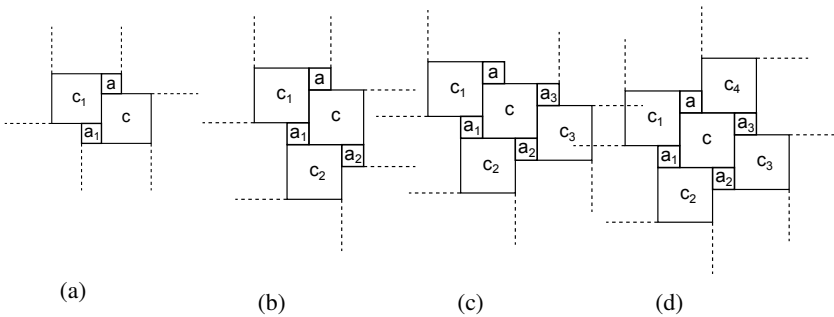 c₁ a
a₁ c
(a)
c₁ a
a₁ c
a₂
c₂
(b)
c₁ a
a₃
a₁ c
c₃
a₂
c₂
(c)
c₄
c₁ a
a₃
c
a₁
c₃
a₂
c₂
(d)